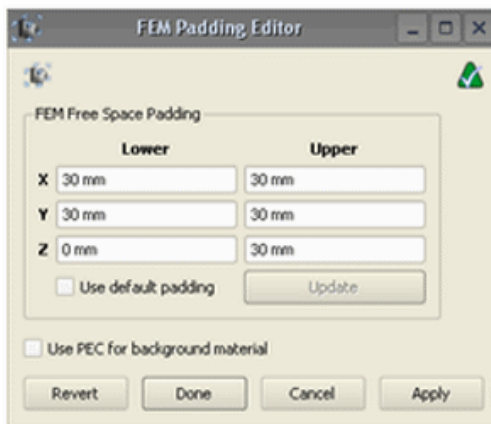 FEM Padding Editor
FEM Free Space Padding
Lower Upper
X 30 mm 30 mm
Y 30 mm 30 mm
Z 0 mm 30 mm
Use default padding Update
Use PEC for background material
Revert Done Cancel Apply